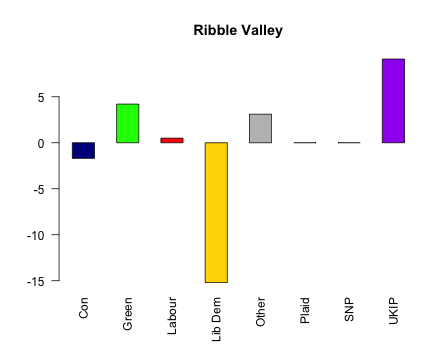 Ribble Valley
5
0
-5
-10
-15
Con
Green
Labour
Lib Dem
Other
Plaid
SNP
UKIP